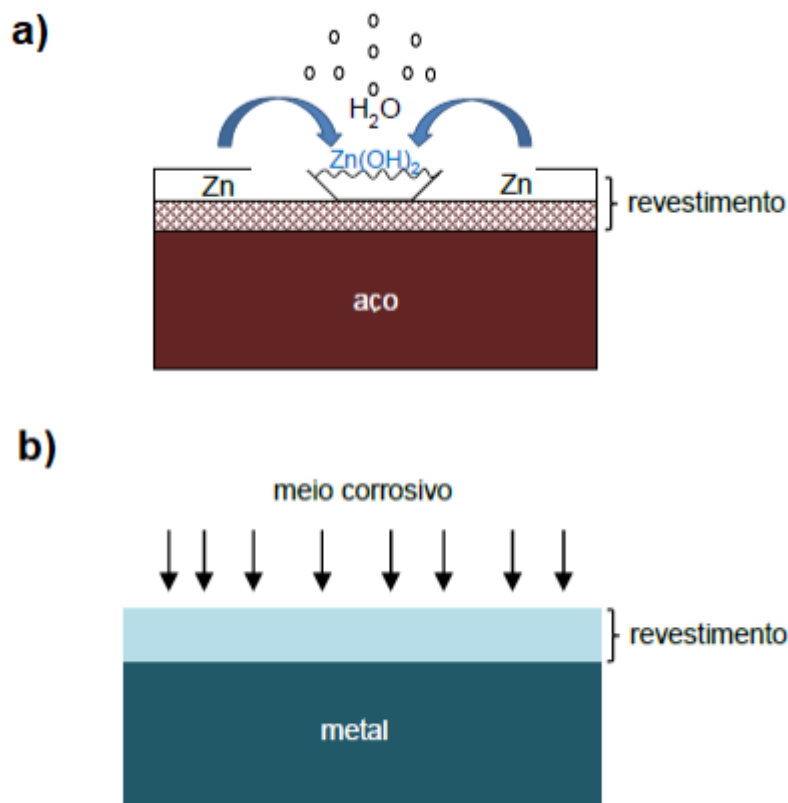 a)
H₂O
Zn(OH)₂
Zn
Zn
revestimento
aço
b)
meio corrosivo
revestimento
metal